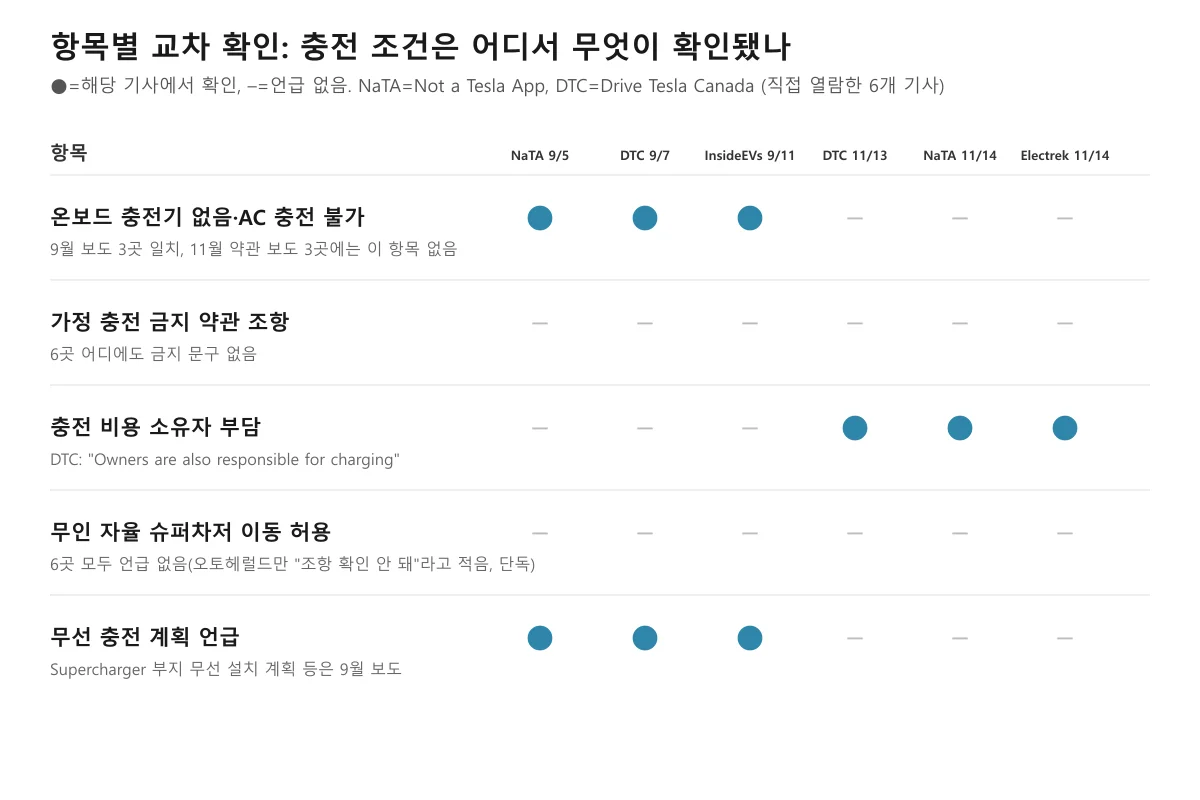 항목별 교차 확인: 충전 조건은 어디서 무엇이 확인됐나
●=해당 기사에서 확인, –=언급 없음. NaTA=Not a Tesla App, DTC=Drive Tesla Canada (직접 열람한 6개 기사)
항목 NaTA 9/5 DTC 9/7 InsideEVs 9/11 DTC 11/13 NaTA 11/14 Electrek 11/14
온보드 충전기 없음·AC 충전 불가 ● ● ● — — —
9월 보도 3곳 일치, 11월 약관 보도 3곳에는 이 항목 없음
가정 충전 금지 약관 조항 — — — — — —
6곳 어디에도 금지 문구 없음
충전 비용 소유자 부담 — — — ● ● ●
DTC: "Owners are also responsible for charging"
무인 자율 슈퍼차저 이동 허용 — — — — — —
6곳 모두 언급 없음(오토헤럴드만 "조항 확인 안 돼"라고 적음, 단독)
무선 충전 계획 언급 ● ● ● — — —
Supercharger 부지 무선 설치 계획 등은 9월 보도